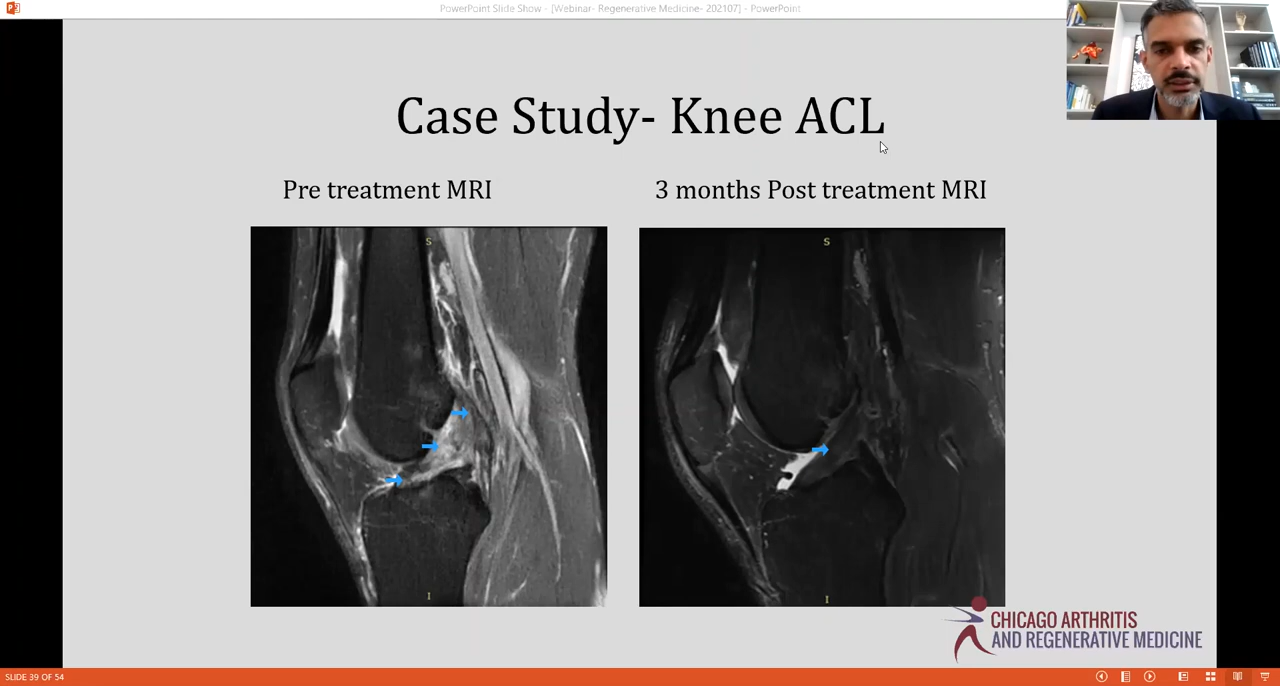 PowerPoint Slide Show - [Webinar- Regenerative Medicine- 202107] - PowerPoint
Case Study- Knee ACL
Pre treatment MRI
3 months Post treatment MRI
S
S
I
I
CHICAGO ARTHRITIS
AND REGENERATIVE MEDICINE
SLIDE 39 OF 54